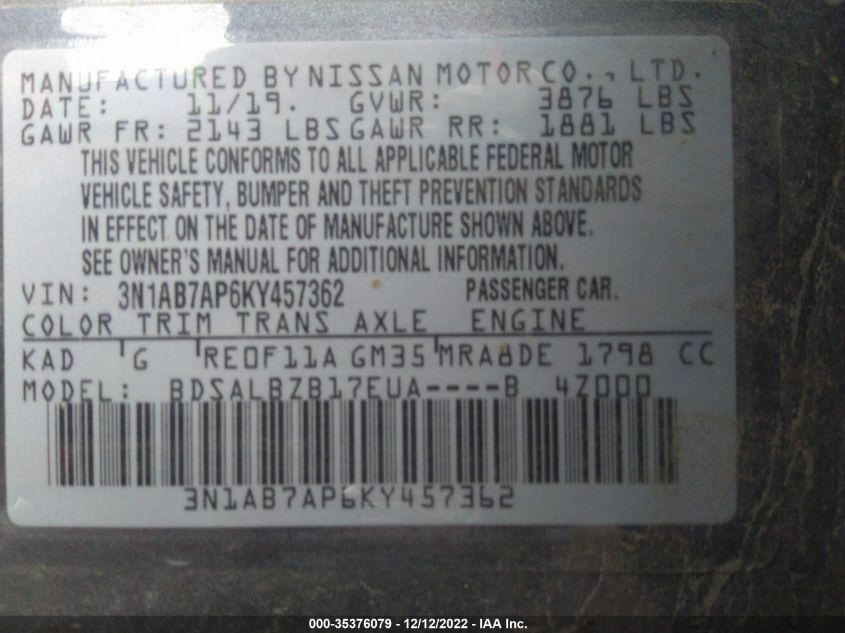 MANUFACTURED BY NISSAN MOTOR CO., LTD.
DATE: 11/19. GVWR: 3876 LBS
GAWR FR: 2143 LBS GAWR RR: 1881 LBS
THIS VEHICLE CONFORMS TO ALL APPLICABLE FEDERAL MOTOR
VEHICLE SAFETY, BUMPER AND THEFT PREVENTION STANDARDS
IN EFFECT ON THE DATE OF MANUFACTURE SHOWN ABOVE.
SEE OWNER'S MANUAL FOR ADDITIONAL INFORMATION.
VIN: 3N1AB7AP6KY457362 PASSENGER CAR.
COLOR TRIM TRANS AXLE ENGINE
KAD G RE0F11A GM35 MRA8DE 1798 CC
MODEL: BDSALBZB17EUA----B 4Z000
3N1AB7AP6KY457362
000-35376079 - 12/12/2022 - IAA Inc.